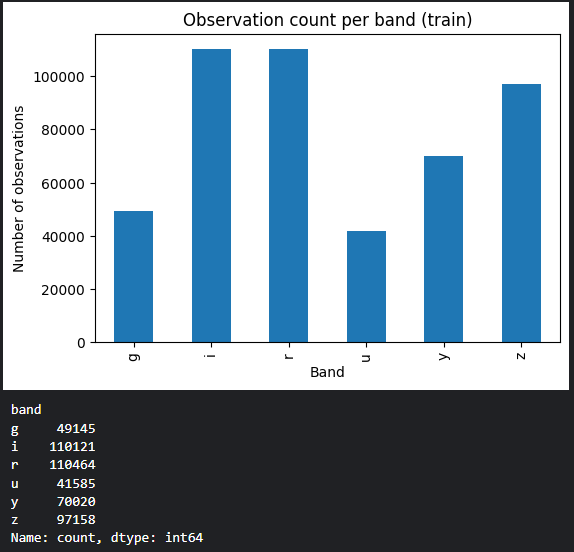 Observation count per band (train)
Number of observations
100000
80000
60000
40000
20000
0
g i r u y z
Band
band
g 49145
i 110121
r 110464
u 41585
y 70020
z 97158
Name: count, dtype: int64